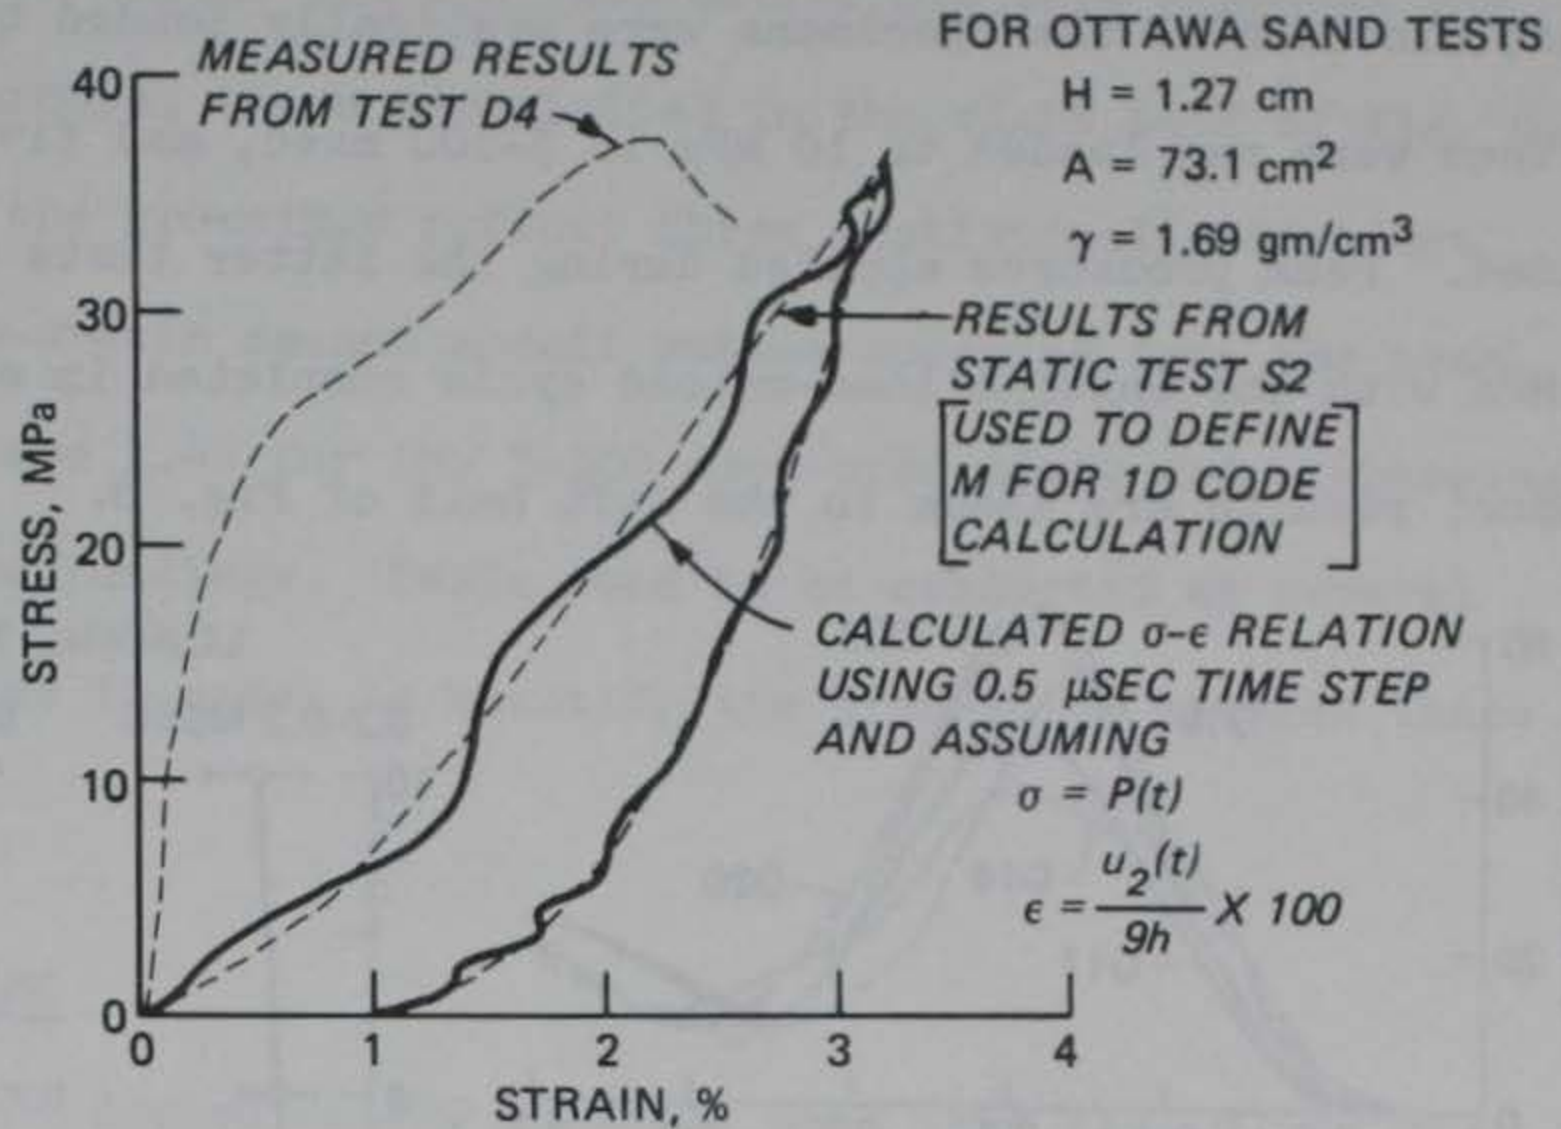 MEASURED RESULTS
FROM TEST D4
FOR OTTAWA SAND TESTS
H = 1.27 cm
A = 73.1 cm²
γ = 1.69 gm/cm³
RESULTS FROM
STATIC TEST S2
[USED TO DEFINE
M FOR 1D CODE
CALCULATION]
CALCULATED σ-ϵ RELATION
USING 0.5 μSEC TIME STEP
AND ASSUMING
σ = P(t)
ϵ = u₂(t)/9h X 100
STRESS, MPa
40
30
20
10
0
0 1 2 3 4
STRAIN, %